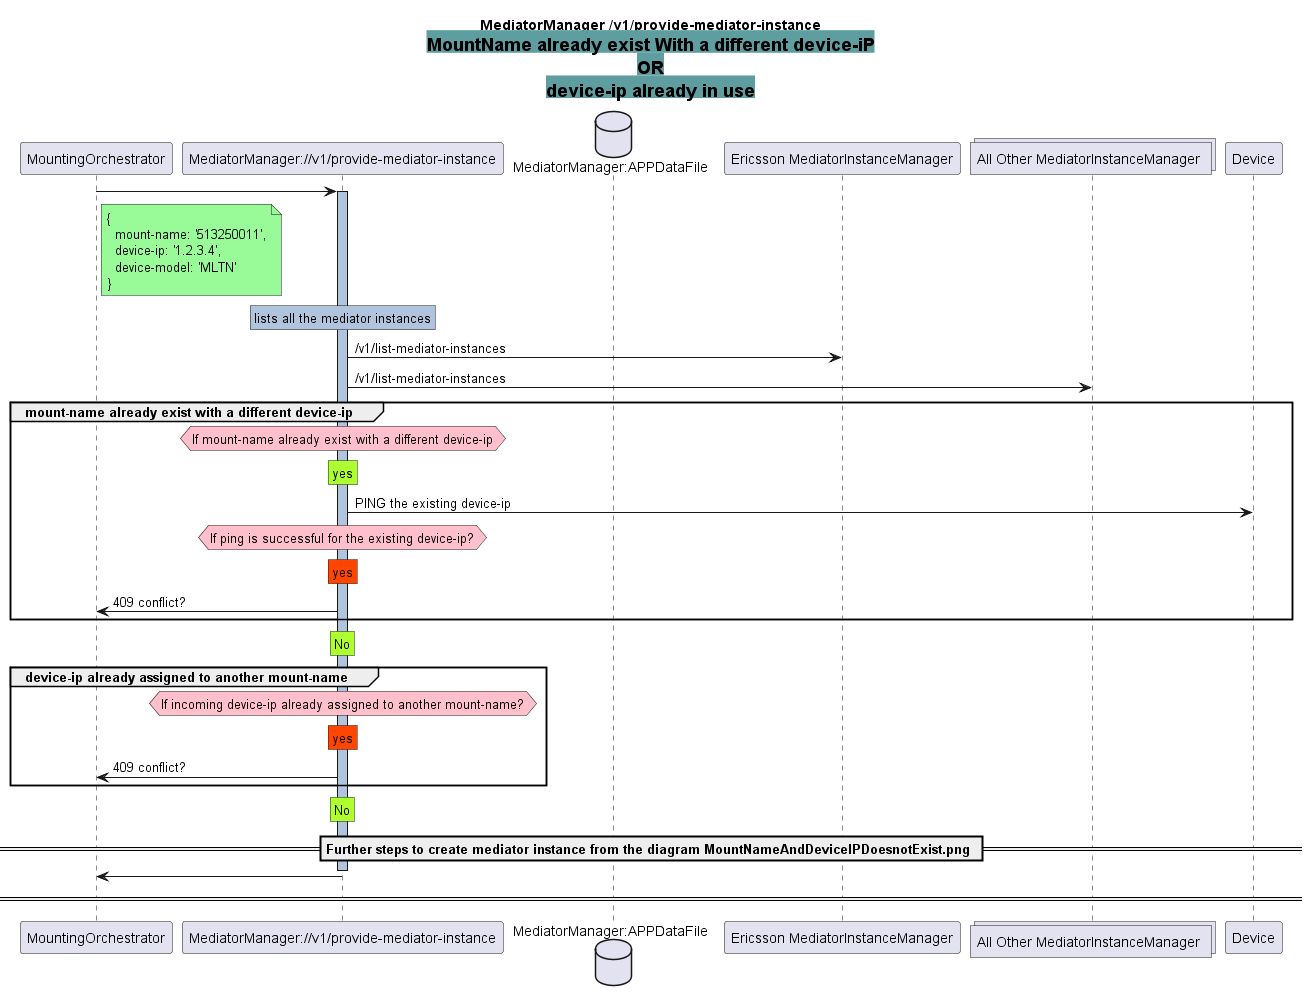 MediatorManager /v1/provide-mediator-instance
MountName already exist With a different device-iP
OR
device-ip already in use
MountingOrchestrator
MediatorManager://v1/provide-mediator-instance
MediatorManager:APPDataFile
Ericsson MediatorInstanceManager
All Other MediatorInstanceManager
Device
{
mount-name: '513250011',
device-ip: '1.2.3.4',
device-model: 'MLTN'
}
lists all the mediator instances
/v1/list-mediator-instances
/v1/list-mediator-instances
mount-name already exist with a different device-ip
If mount-name already exist with a different device-ip
yes
PING the existing device-ip
If ping is successful for the existing device-ip?
yes
409 conflict?
No
device-ip already assigned to another mount-name
If incoming device-ip already assigned to another mount-name?
yes
409 conflict?
No
Further steps to create mediator instance from the diagram MountNameAndDeviceIPDoesnotExist.png
MountingOrchestrator
MediatorManager://v1/provide-mediator-instance
MediatorManager:APPDataFile
Ericsson MediatorInstanceManager
All Other MediatorInstanceManager
Device